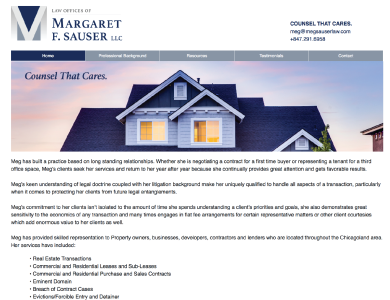 LAW OFFICES OF
MARGARET
F. SAUSER LLC
COUNSEL THAT CARES.
meg@megsauserlaw.com
+847.291.5958
Home
Professional Background
Resources
Testimonials
Contact
Counsel That Cares.
Meg has built a practice based on long standing relationships. Whether she is negotiating a contract for a first time buyer or representing a tenant for a third
office space, Meg's clients seek her services and return to her year after year because she continually provides great attention and gets favorable results.
Meg's keen understanding of legal doctrine coupled with her litigation background make her uniquely qualified to handle all aspects of a transaction, particularly
when it comes to protecting her clients from future legal entanglements.
Meg's commitment to her clients isn't isolated to the amount of time she spends understanding a client's priorities and goals, she also demonstrates great
sensitivity to the economics of any transaction and many times engages in flat fee arrangements for certain representative matters or other client courtesies
which add enormous value to her clients as well.
Meg has provided skilled representation to Property owners, businesses, developers, contractors and lenders who are located throughout the Chicagoland area.
Her services have included:
• Real Estate Transactions
• Commercial and Residential Leases and Sub-Leases
• Commercial and Residential Purchase and Sales Contracts
• Eminent Domain
• Breach of Contract Cases
• Evictions/Forcible Entry and Detainer